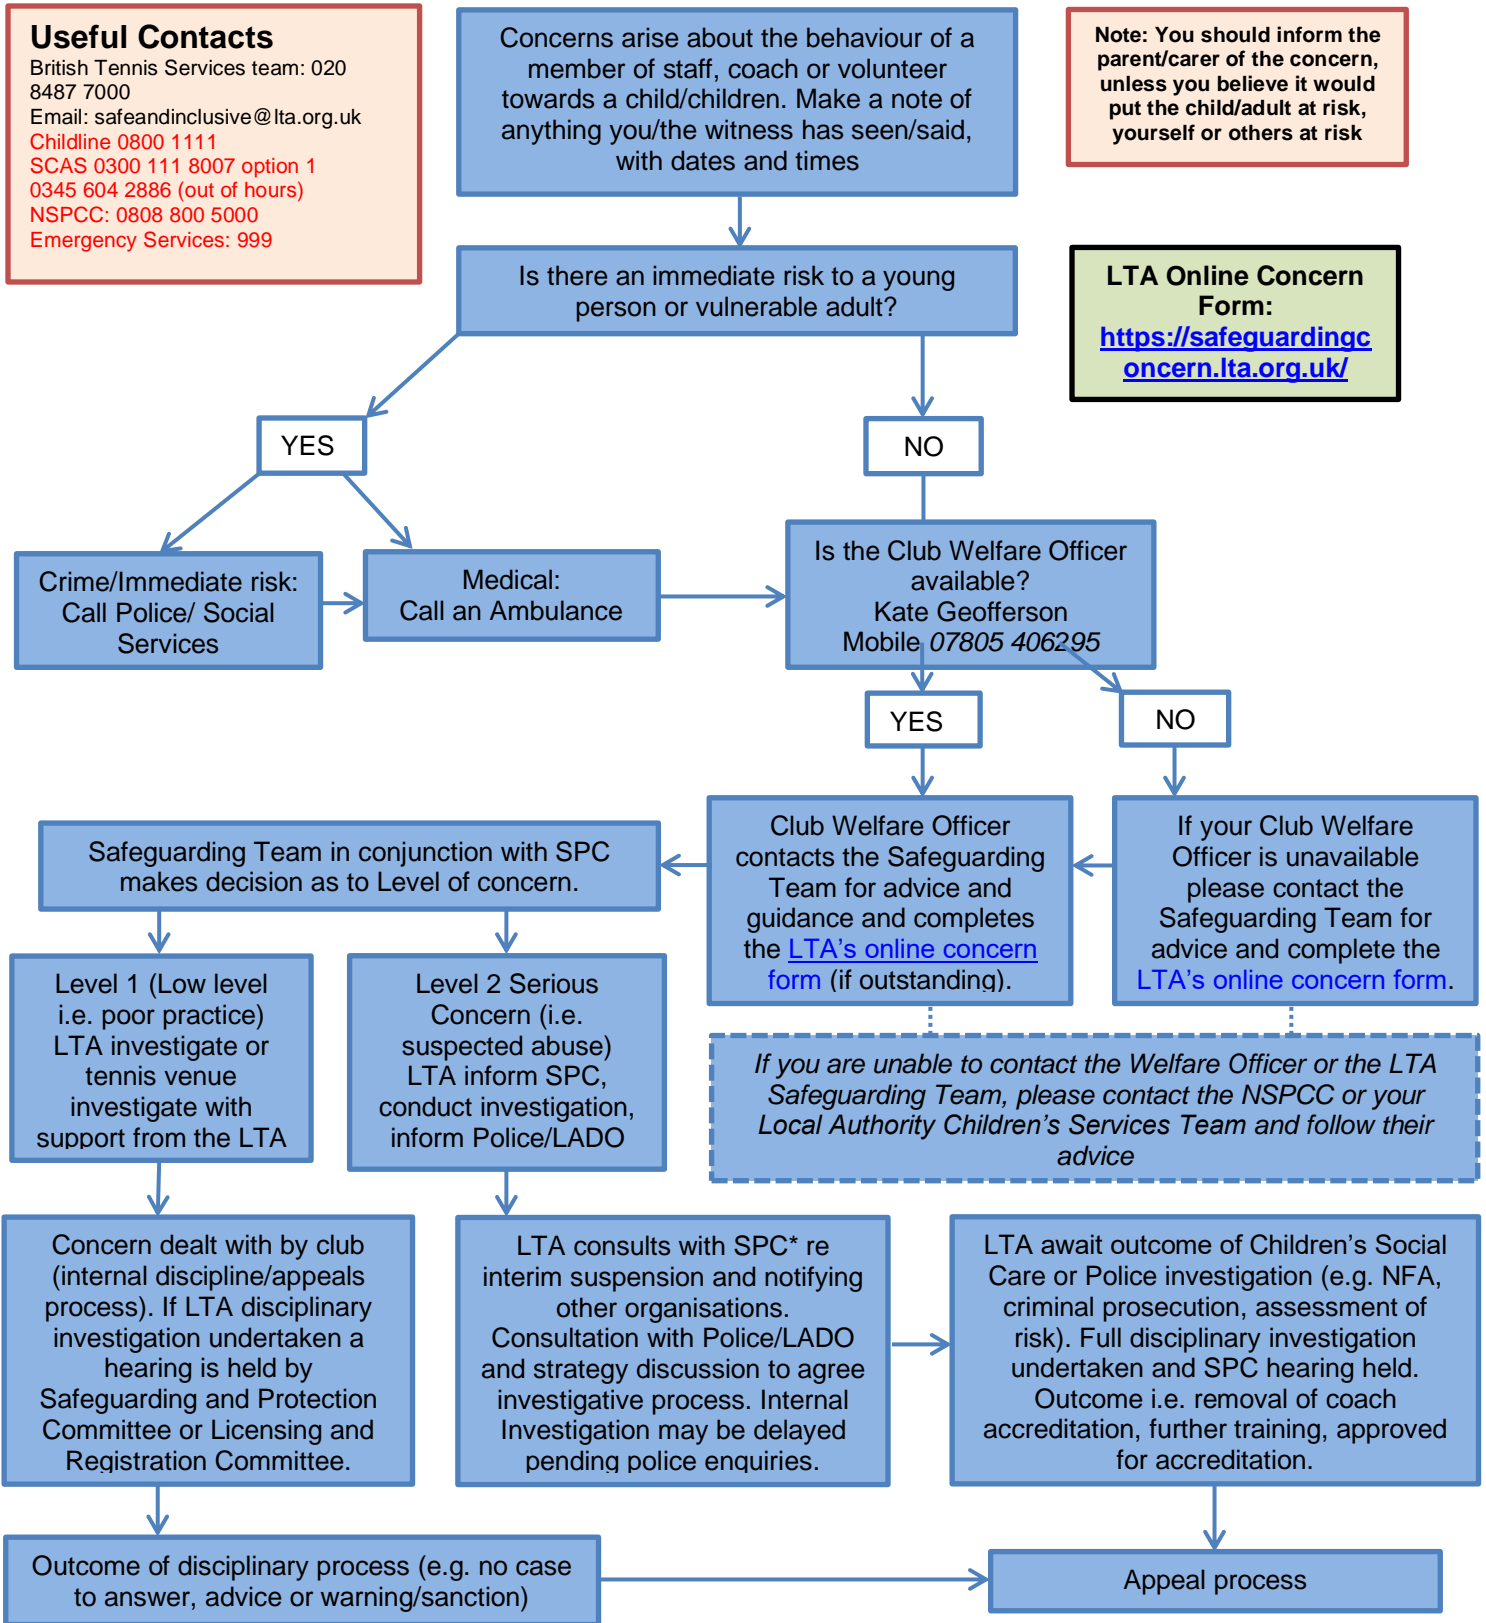 Useful Contacts
British Tennis Services team: 020
8487 7000
Email: safeandinclusive@lta.org.uk
Childline 0800 1111
SCAS 0300 111 8007 option 1
0345 604 2886 (out of hours)
NSPCC: 0808 800 5000
Emergency Services: 999
Concerns arise about the behaviour of a
member of staff, coach or volunteer
towards a child/children. Make a note of
anything you/the witness has seen/said,
with dates and times
Note: You should inform the
parent/carer of the concern,
unless you believe it would
put the child/adult at risk,
yourself or others at risk
Is there an immediate risk to a young
person or vulnerable adult?
LTA Online Concern
Form:
https://safeguardingc
oncern.lta.org.uk/
YES
NO
Crime/Immediate risk:
Call Police/ Social
Services
Medical:
Call an Ambulance
Is the Club Welfare Officer
available?
Kate Geofferson
Mobile 07805 406295
YES
NO
Safeguarding Team in conjunction with SPC
makes decision as to Level of concern.
Club Welfare Officer
contacts the Safeguarding
Team for advice and
guidance and completes
the LTA's online concern
form (if outstanding).
If your Club Welfare
Officer is unavailable
please contact the
Safeguarding Team for
advice and complete the
LTA's online concern form.
Level 1 (Low level
i.e. poor practice)
LTA investigate or
tennis venue
investigate with
support from the LTA
Level 2 Serious
Concern (i.e.
suspected abuse)
LTA inform SPC,
conduct investigation,
inform Police/LADO
If you are unable to contact the Welfare Officer or the LTA
Safeguarding Team, please contact the NSPCC or your
Local Authority Children's Services Team and follow their
advice
Concern dealt with by club
(internal discipline/appeals
process). If LTA disciplinary
investigation undertaken a
hearing is held by
Safeguarding and Protection
Committee or Licensing and
Registration Committee.
LTA consults with SPC* re
interim suspension and notifying
other organisations.
Consultation with Police/LADO
and strategy discussion to agree
investigative process. Internal
Investigation may be delayed
pending police enquiries.
LTA await outcome of Children's Social
Care or Police investigation (e.g. NFA,
criminal prosecution, assessment of
risk). Full disciplinary investigation
undertaken and SPC hearing held.
Outcome i.e. removal of coach
accreditation, further training, approved
for accreditation.
Outcome of disciplinary process (e.g. no case
to answer, advice or warning/sanction)
Appeal process